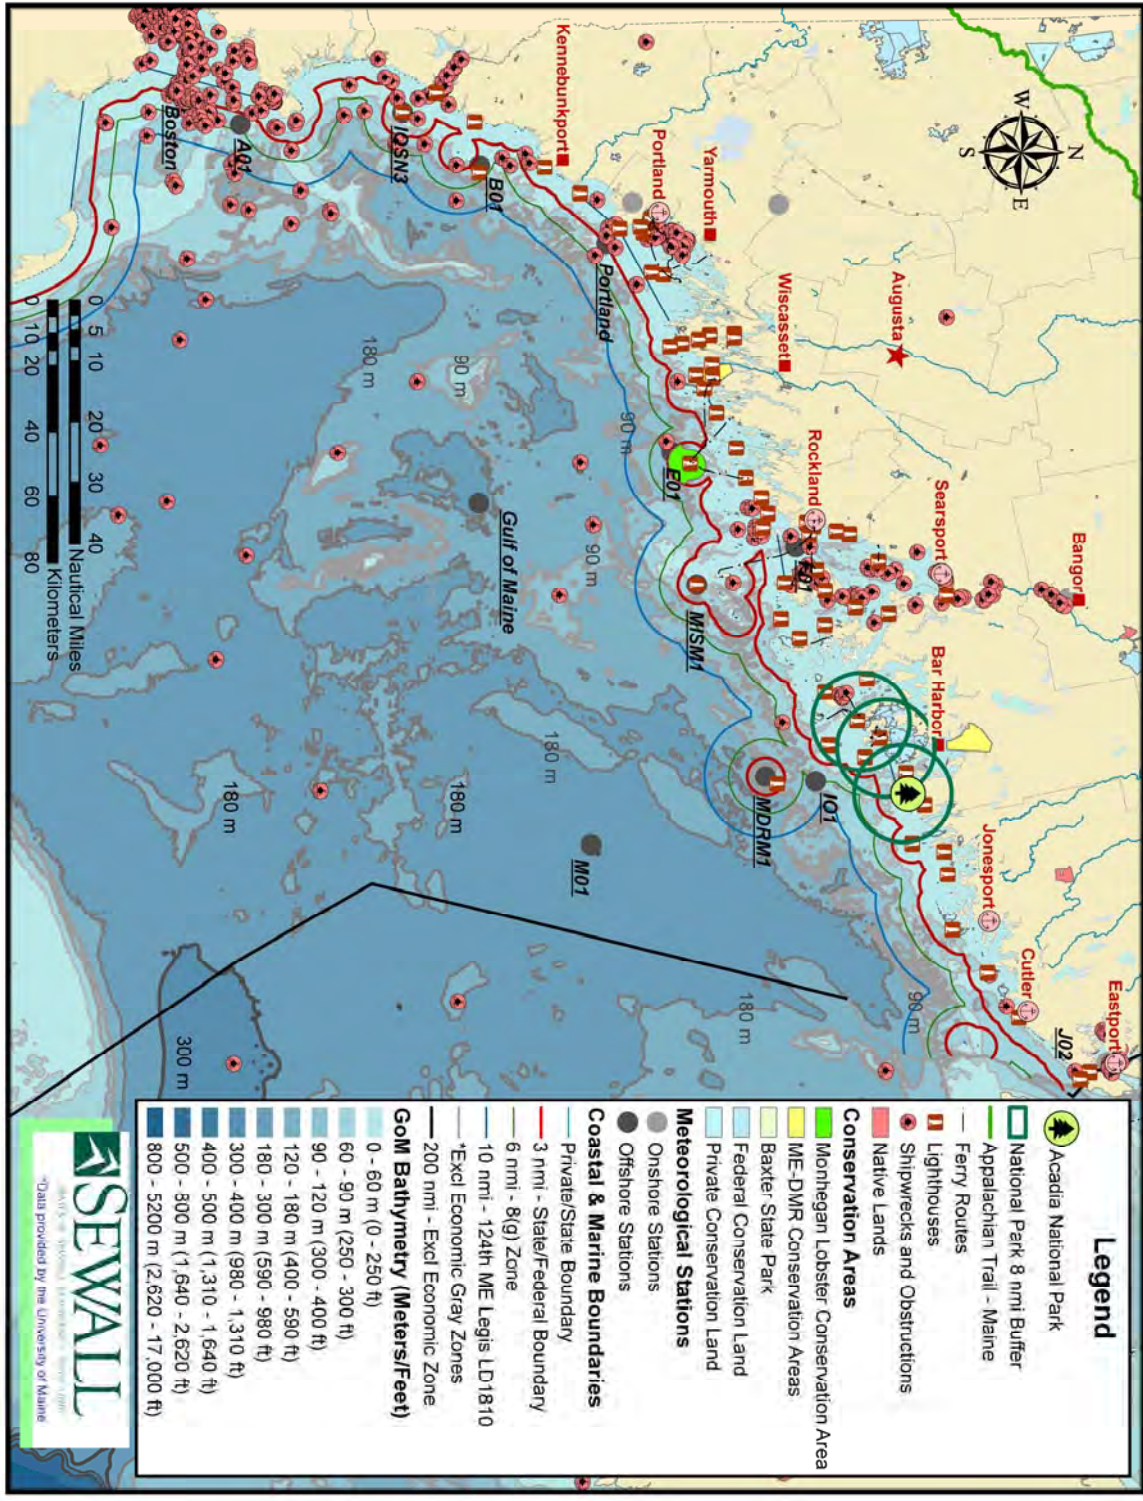 Legend
Acadia National Park
National Park 8 nmi Buffer
Appalachian Trail - Maine
Ferry Routes
Lighthouses
Shipwrecks and Obstructions
Native Lands
Conservation Areas
Monhegan Lobster Conservation Area
ME-DMR Conservation Areas
Baxter State Park
Federal Conservation Land
Private Conservation Land
Meteorological Stations
Onshore Stations
Offshore Stations
Coastal & Marine Boundaries
Private/State Boundary
3 nmi - State/Federal Boundary
6 nmi - 8(g) Zone
10 nmi - 124th ME Legis LD1810
*Excl Economic Gray Zones
200 nmi - Excl Economic Zone
GoM Bathymetry (Meters/Feet)
0 - 60 m (0 - 250 ft)
60 - 90 m (250 - 300 ft)
90 - 120 m (300 - 400 ft)
120 - 180 m (400 - 590 ft)
180 - 300 m (590 - 980 ft)
300 - 400 m (980 - 1,310 ft)
400 - 500 m (1,310 - 1,640 ft)
500 - 800 m (1,640 - 2,620 ft)
800 - 5200 m (2,620 - 17,000 ft)
SEWALL
*Data provided by the University of Maine
N
W
E
S
Bangor
Eastport
Cutler
Jonesport
Bar Harbor
Searsport
Augusta
Rockland
Wiscasset
Yarmouth
Portland
Kennebunkport
J02
IO1
MDRM1
M01
MISM1
E01
Gulf of Maine
Portland
B01
IOSN3
A01
Boston
90 m
180 m
180 m
90 m
90 m
90 m
180 m
180 m
180 m
300 m
0 5 10 20 30 40
Nautical Miles
0 10 20 40 60 80
Kilometers